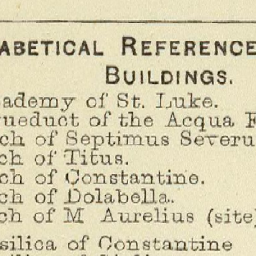 ABETICAL REFERENCE
BUILDINGS.
ademy of St. Luke.
ueduct of the Acqua F
ch of Septimus Severu
ch of Titus.
ch of Constantine.
ch of Dolabella.
ch of M Aurelius (site)
silica of Constantine